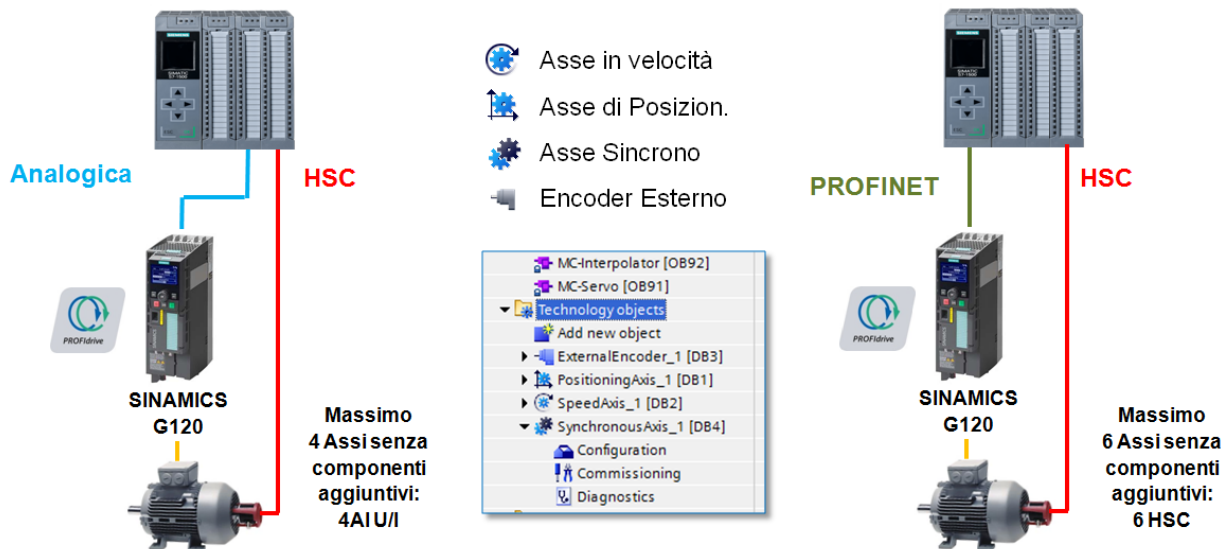 Analogica
HSC
PROFIdrive
SINAMICS
G120
Massimo
4 Assi senza
componenti
aggiuntivi:
4AI U/I
Asse in velocità
Asse di Posizion.
Asse Sincrono
Encoder Esterno
MC-Interpolator [OB92]
MC-Servo [OB91]
Technology objects
Add new object
ExternalEncoder_1 [DB3]
PositioningAxis_1 [DB1]
SpeedAxis_1 [DB2]
SynchronousAxis_1 [DB4]
Configuration
Commissioning
Diagnostics
PROFINET
HSC
PROFIdrive
SINAMICS
G120
Massimo
6 Assi senza
componenti
aggiuntivi:
6 HSC